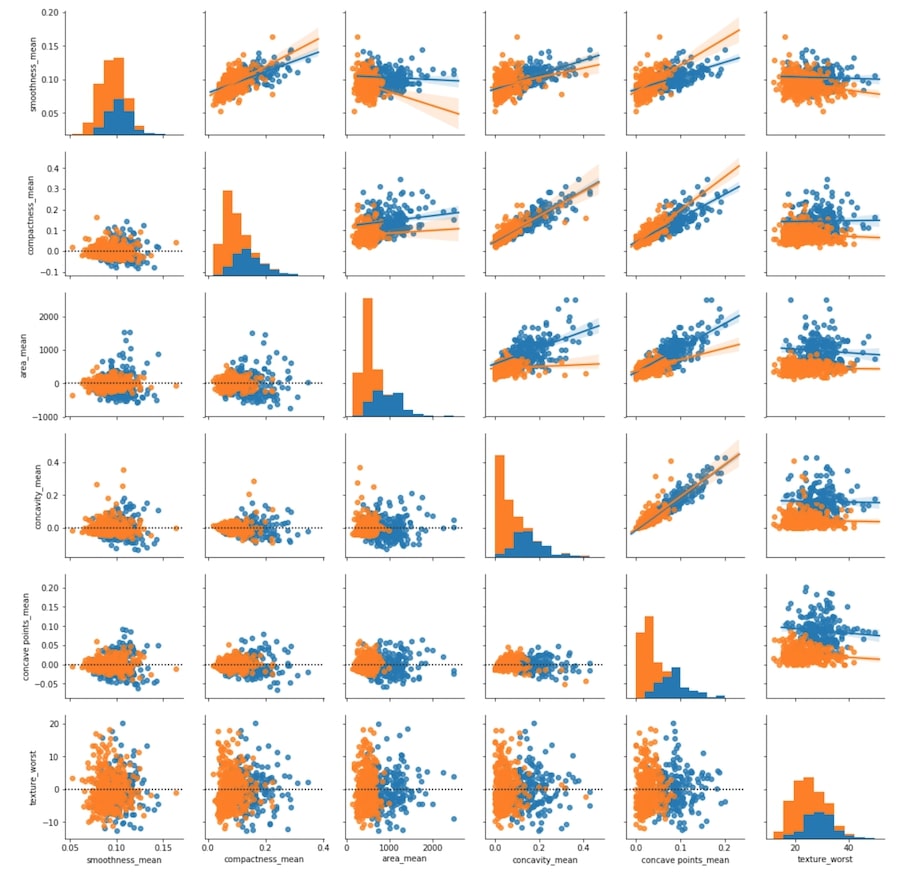 0.20
0.15
0.10
0.05
smoothness_mean
0.4
0.3
0.2
0.1
0.0
−0.1
compactness_mean
2000
1000
0
−1000
area_mean
0.4
0.2
0.0
concavity_mean
0.20
0.15
0.10
0.05
0.00
−0.05
concave points_mean
20
10
0
−10
texture_worst
0.05 0.10 0.15
smoothness_mean
0.0 0.2 0.4
compactness_mean
0 1000 2000
area_mean
0.0 0.2 0.4
concavity_mean
0.0 0.1 0.2
concave points_mean
20 40
texture_worst